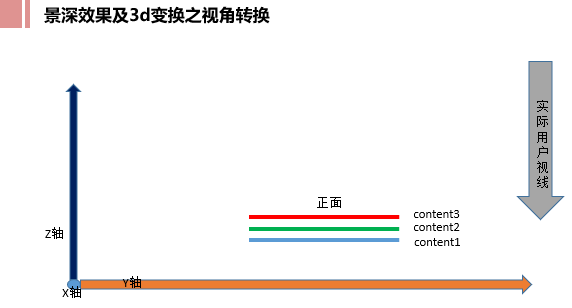 景深效果及3d变换之视角转换
实际用户视线
正面
content3
content2
content1
Z轴
Y轴
X轴